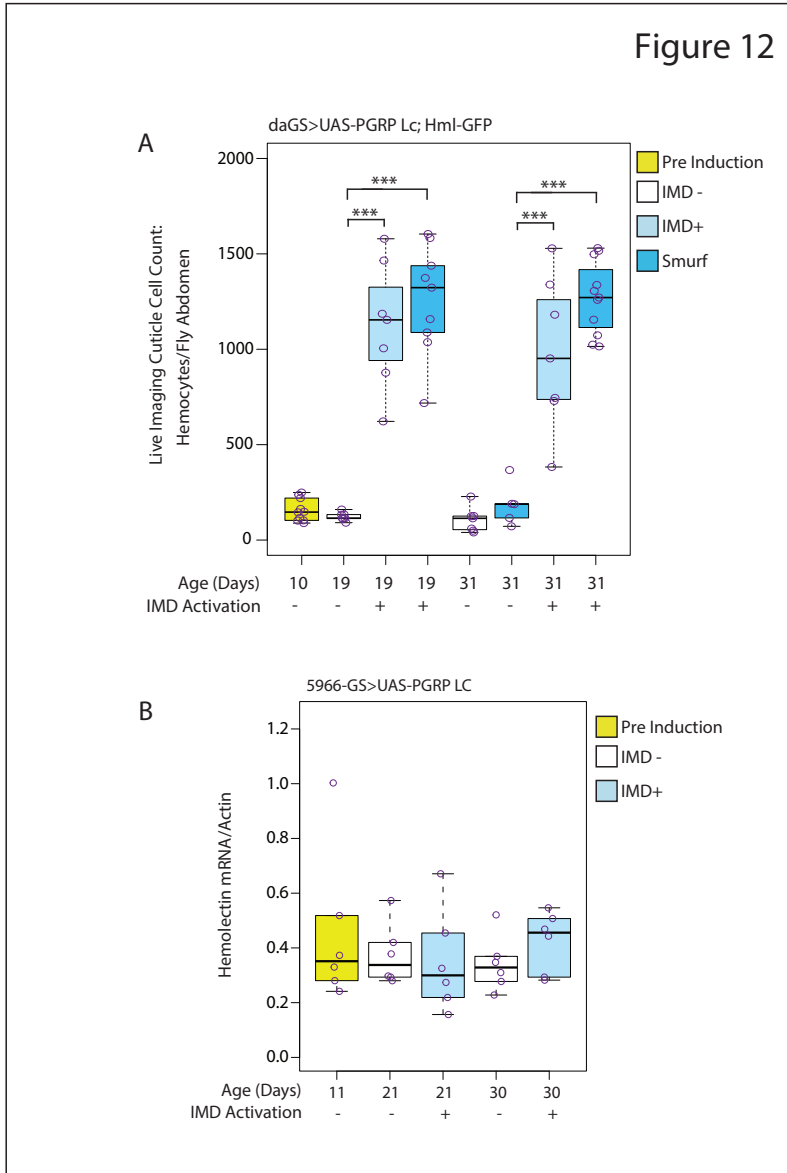 Figure 12
A
daGS>UAS-PGRP Lc; Hml-GFP
Live Imaging Cuticle Cell Count:
Hemocytes/Fly Abdomen
2000
1500
1000
500
0
*** 
***
***
***
Pre Induction
IMD -
IMD+
Smurf
Age (Days) 10 19 19 19 31 31 31 31
IMD Activation - - + + - - + +
B
5966-GS>UAS-PGRP LC
Hemolectin mRNA/Actin
1.2
1.0
0.8
0.6
0.4
0.2
0.0
Pre Induction
IMD -
IMD+
Age (Days) 11 21 21 30 30
IMD Activation - - + - +